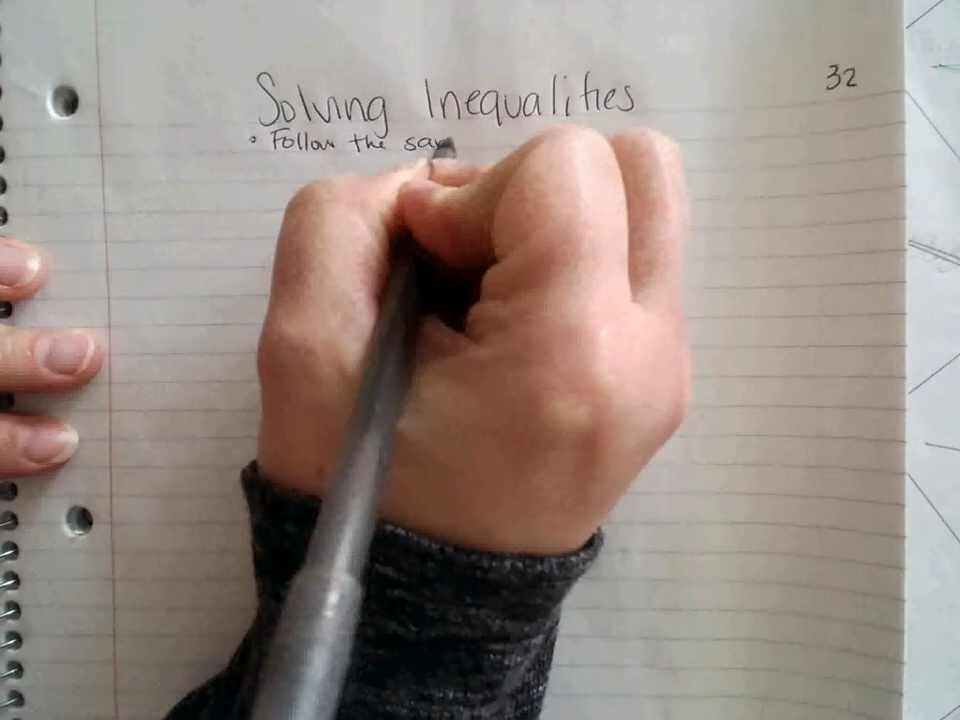 32
Solving Inequalities
• Follow the